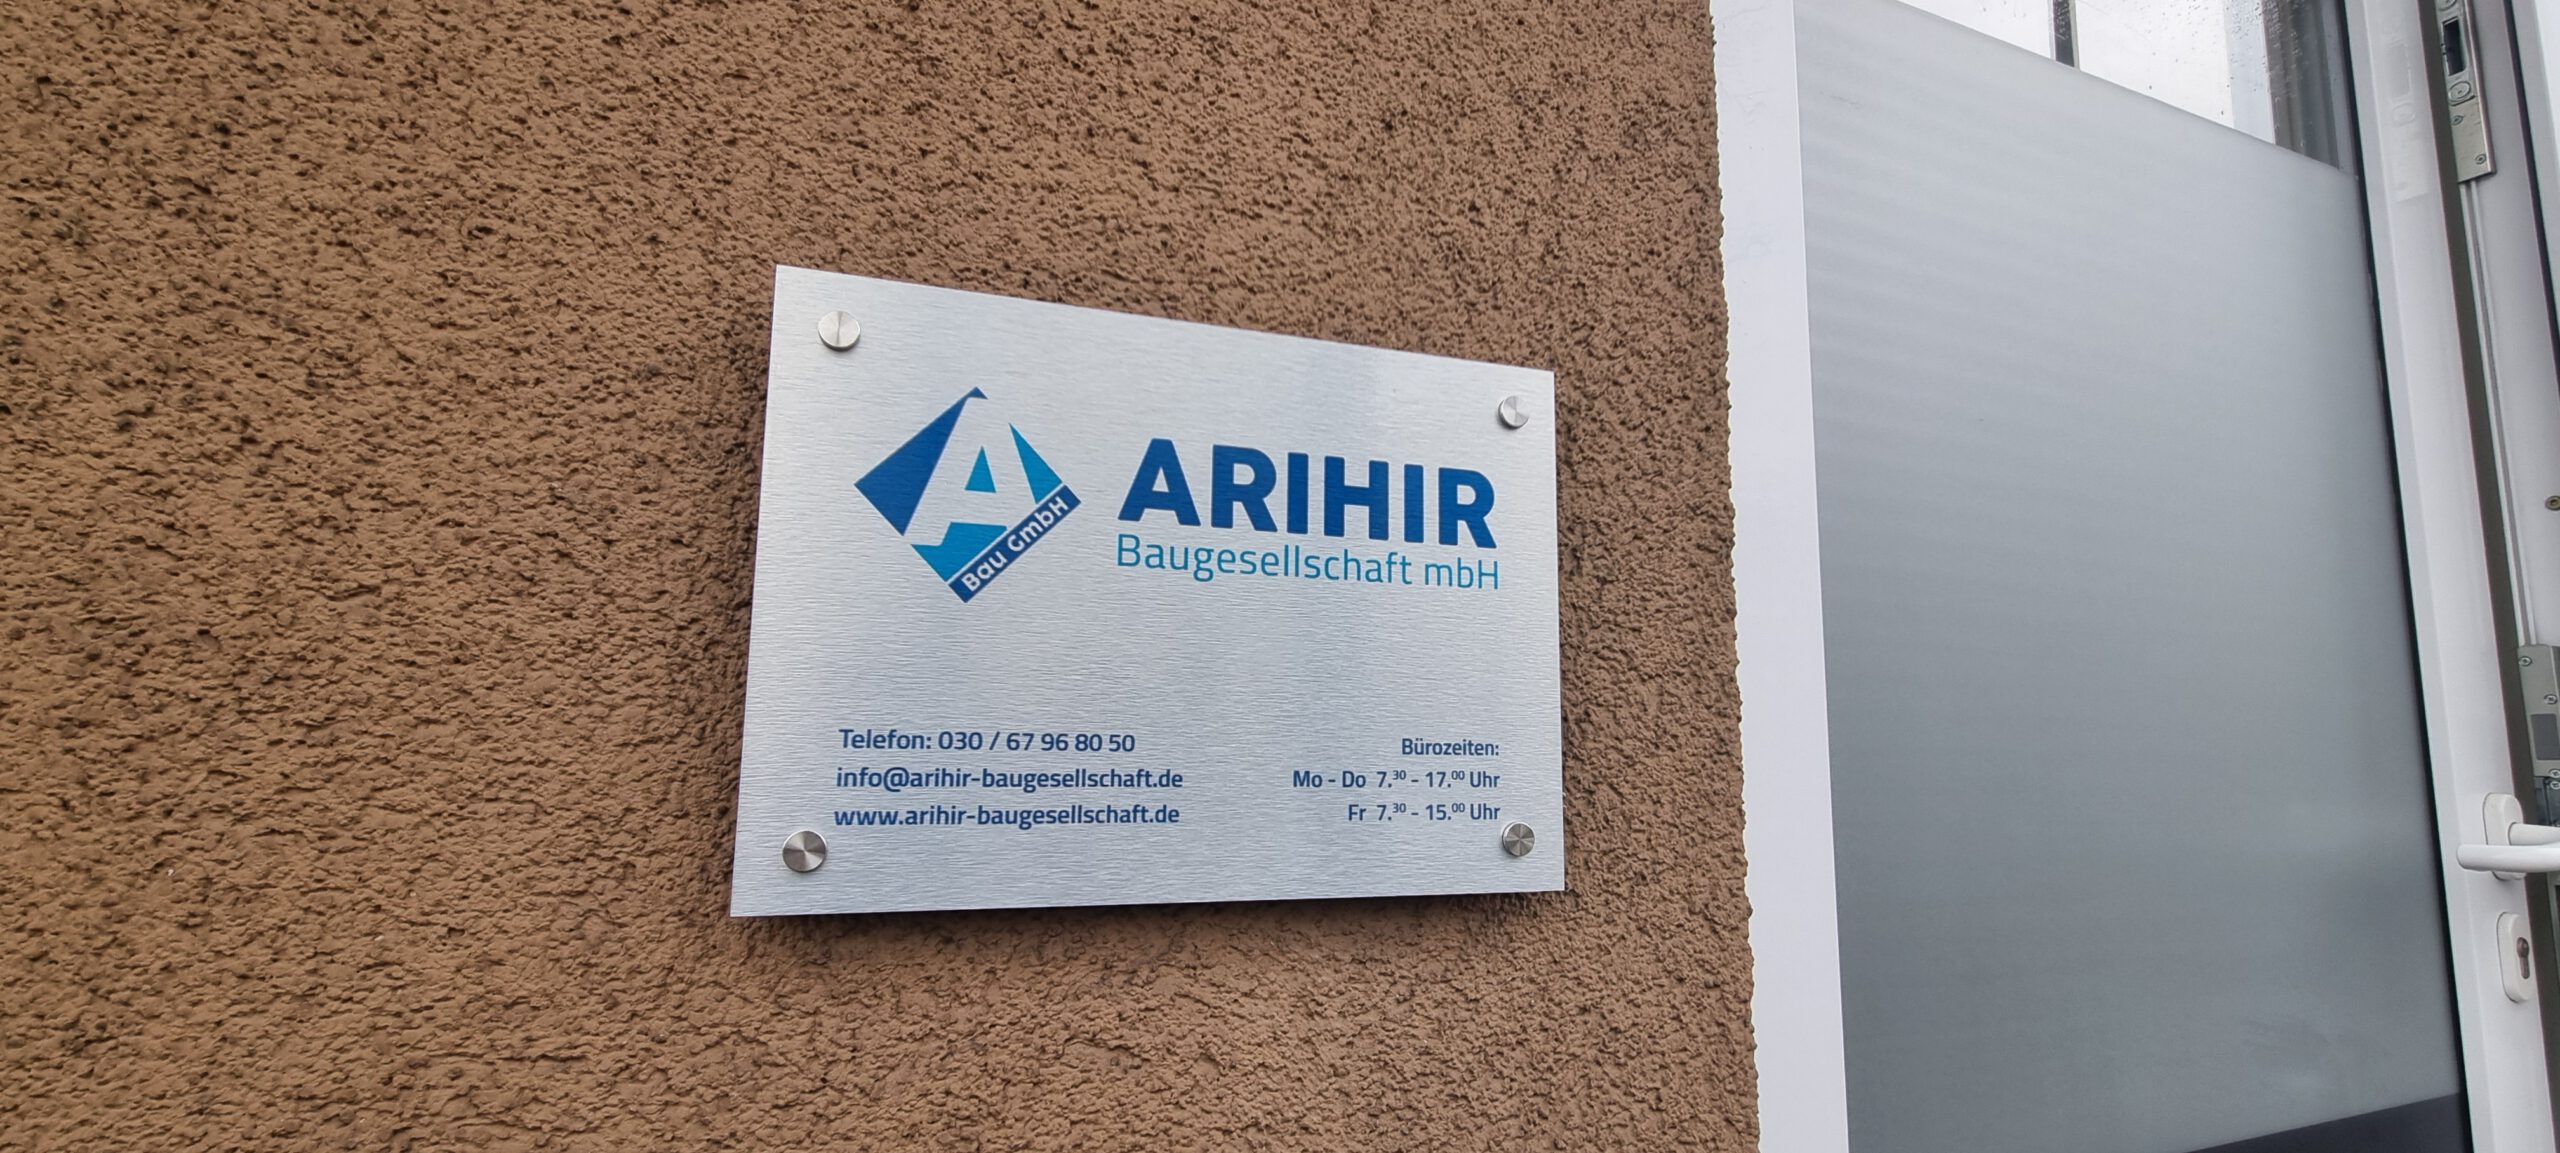 Bau GmbH
ARIHIR
Baugesellschaft mbH
Telefon: 030 / 67 96 80 50
info@arihir-baugesellschaft.de
www.arihir-baugesellschaft.de
Bürozeiten:
Mo - Do 7.³⁰ - 17.⁰⁰ Uhr
Fr 7.³⁰ - 15.⁰⁰ Uhr